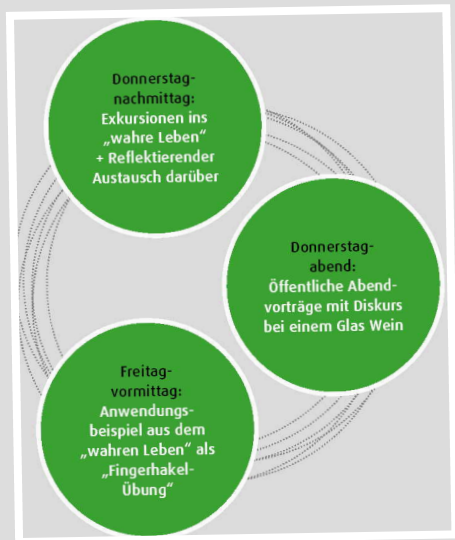 Donnerstag-
nachmittag:
Exkursionen ins
„wahre Leben“
+ Reflektierender
Austausch darüber
Donnerstag-
abend:
Öffentliche Abend-
vorträge mit Diskurs
bei einem Glas Wein
Freitag-
vormittag:
Anwendungs-
beispiel aus dem
„wahren Leben“ als
„Fingerhakel-
Übung“